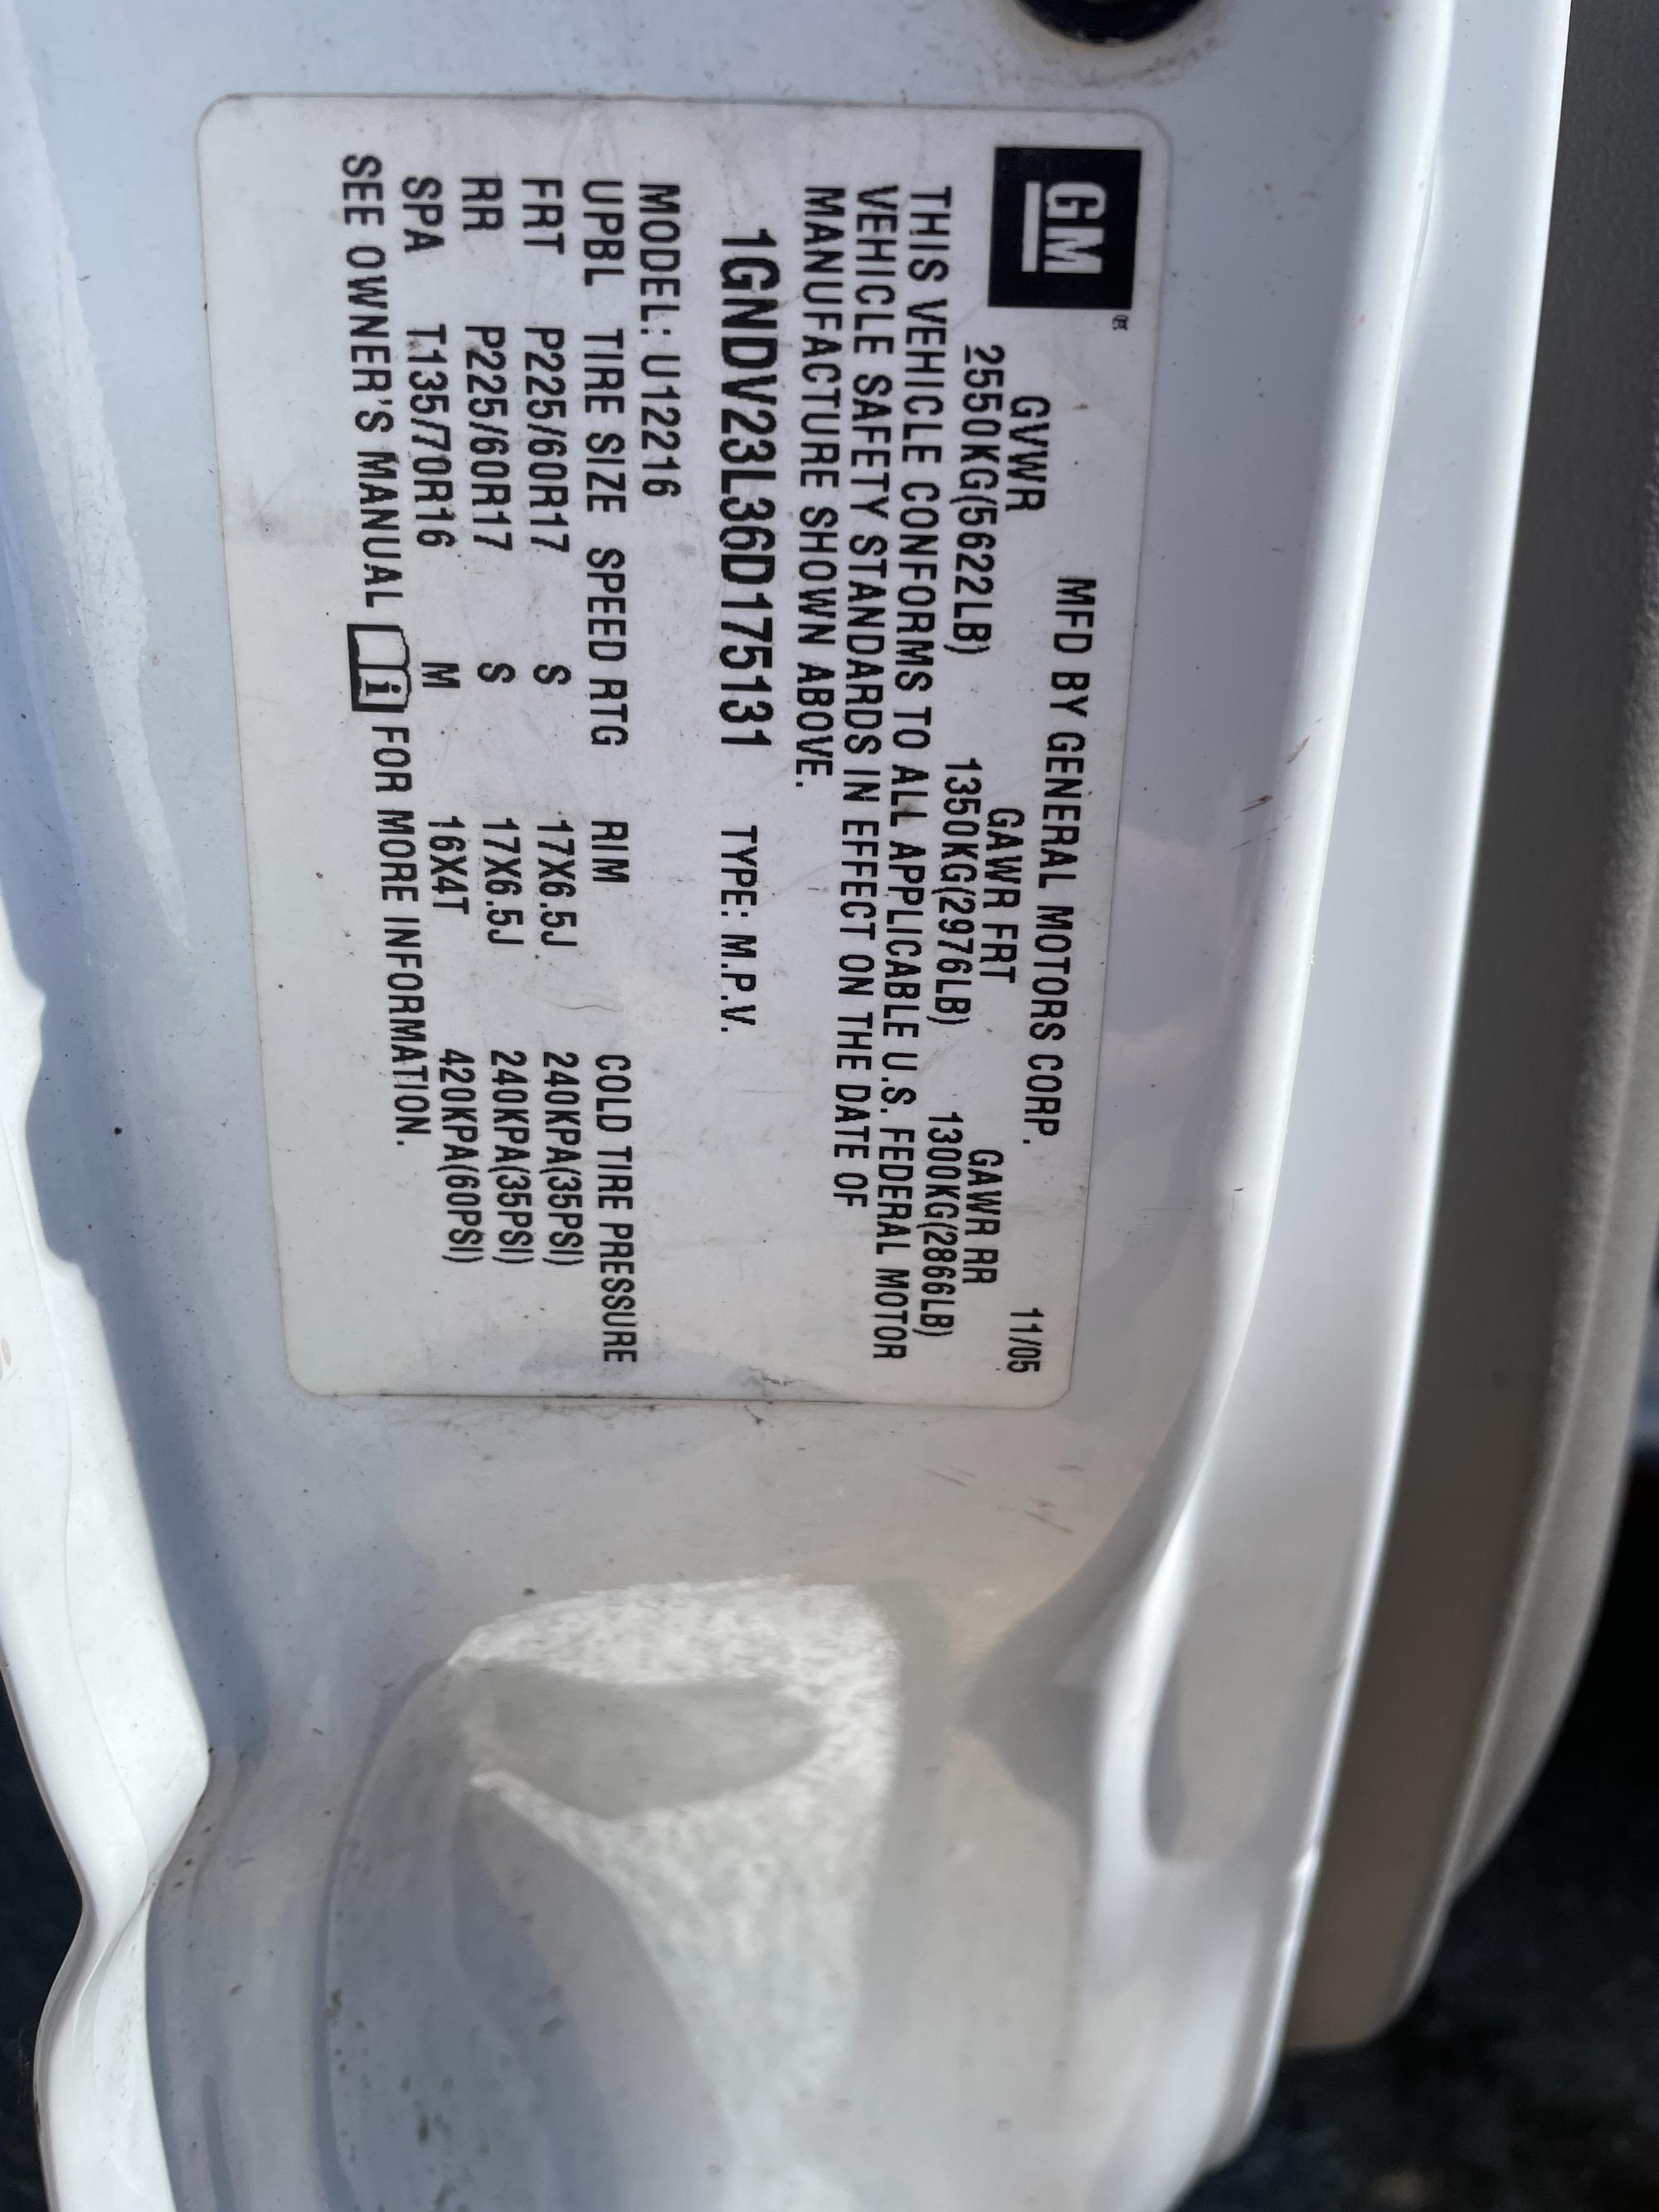 GM®
MFD BY GENERAL MOTORS CORP. 11/05
GVWR GAWR FRT GAWR RR
2550KG(5622LB) 1350KG(2976LB) 1300KG(2866LB)
THIS VEHICLE CONFORMS TO ALL APPLICABLE U.S. FEDERAL MOTOR
VEHICLE SAFETY STANDARDS IN EFFECT ON THE DATE OF
MANUFACTURE SHOWN ABOVE.
1GNDV23L36D175131 TYPE: M.P.V.
MODEL: U12216
UPBL TIRE SIZE SPEED RTG RIM COLD TIRE PRESSURE
FRT P225/60R17 S 17X6.5J 240KPA(35PSI)
RR P225/60R17 S 17X6.5J 240KPA(35PSI)
SPA T135/70R16 M 16X4T 420KPA(60PSI)
SEE OWNER'S MANUAL i FOR MORE INFORMATION.